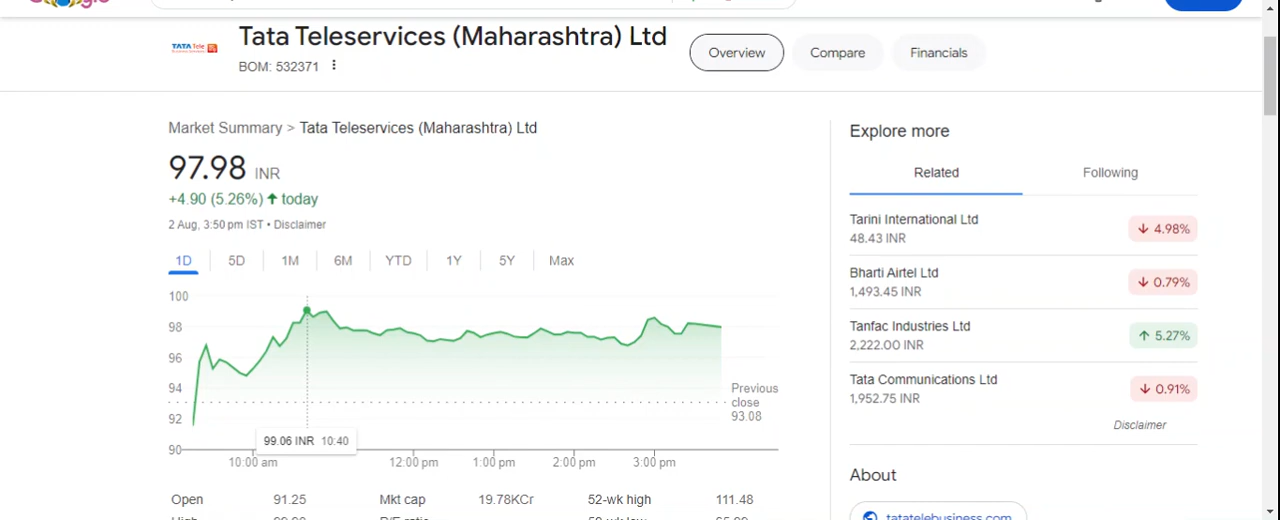 Tata Teleservices (Maharashtra) Ltd
BOM: 532371
Overview
Compare
Financials
TATA Tele
Market Summary > Tata Teleservices (Maharashtra) Ltd
97.98 INR
+4.90 (5.26%) ↑ today
2 Aug, 3:50 pm IST • Disclaimer
1D 5D 1M 6M YTD 1Y 5Y Max
100
98
96
94
92
90
Previous
close
93.08
99.06 INR 10:40
10:00 am 12:00 pm 1:00 pm 2:00 pm 3:00 pm
Open 91.25 Mkt cap 19.78KCr 52-wk high 111.48
Explore more
Related Following
Tarini International Ltd
48.43 INR
↓ 4.98%
Bharti Airtel Ltd
1,493.45 INR
↓ 0.79%
Tanfac Industries Ltd
2,222.00 INR
↑ 5.27%
Tata Communications Ltd
1,952.75 INR
↓ 0.91%
Disclaimer
About
tatatelebusiness.com